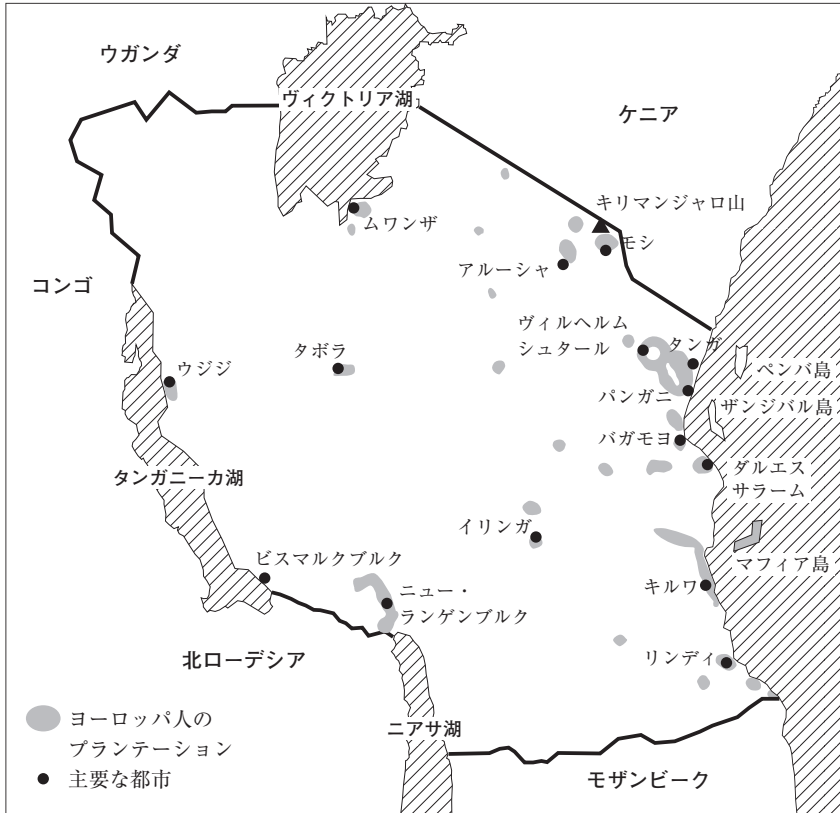 ウガンダ
ヴィクトリア湖
ケニア
キリマンジャロ山
ムワンザ
モシ
アルーシャ
コンゴ
ヴィルヘルム
シュタール
タンガ
タボラ
ウジジ
ペンバ島
パンガニ
ザンジバル島
バガモヨ
ダルエス
サラーム
タンガニーカ湖
イリンガ
マフィア島
ビスマルクブルク
キルワ
ニュー・
ランゲンブルク
北ローデシア
リンディ
ニアサ湖
モザンビーク
ヨーロッパ人の
プランテーション
主要な都市